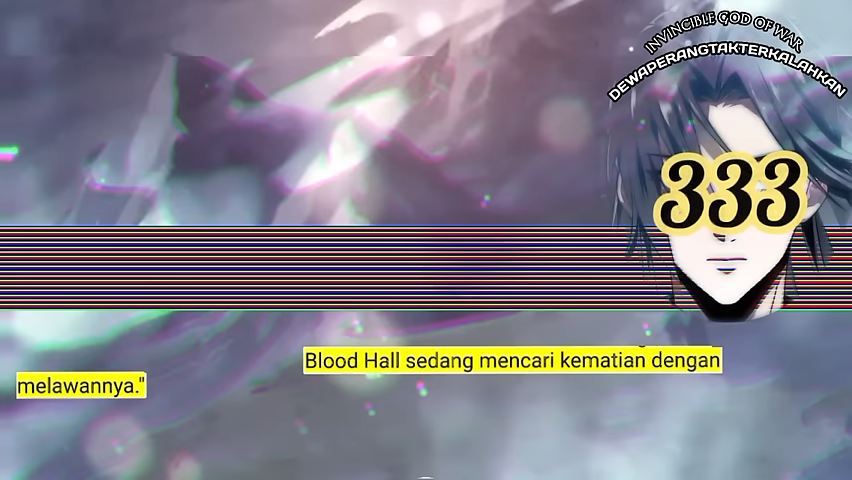 INVINCIBLE GOD OF WAR
DEWAPERANGTAKTERKALAHKAN
333
Blood Hall sedang mencari kematian dengan
melawannya."